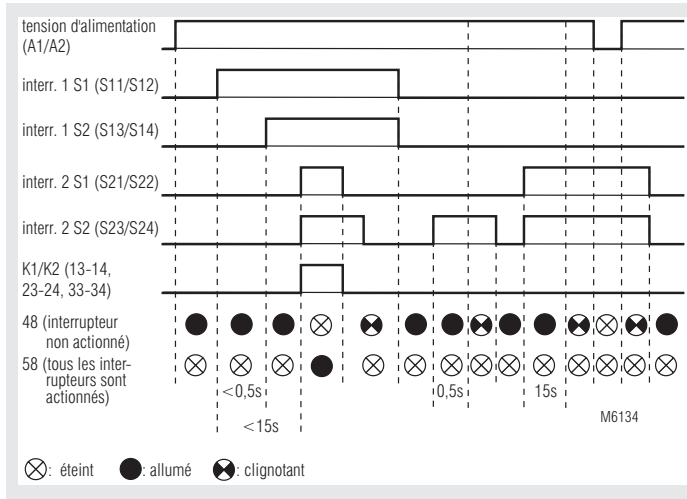 tension d'alimentation
(A1/A2)
interr. 1 S1 (S11/S12)
interr. 1 S2 (S13/S14)
interr. 2 S1 (S21/S22)
interr. 2 S2 (S23/S24)
K1/K2 (13-14,
23-24, 33-34)
48 (interrupteur
non actionné)
58 (tous les inter-
rupteurs sont
actionnés)
<0,5s
0,5s
15s
<15s
M6134
: éteint
: allumé
: clignotant